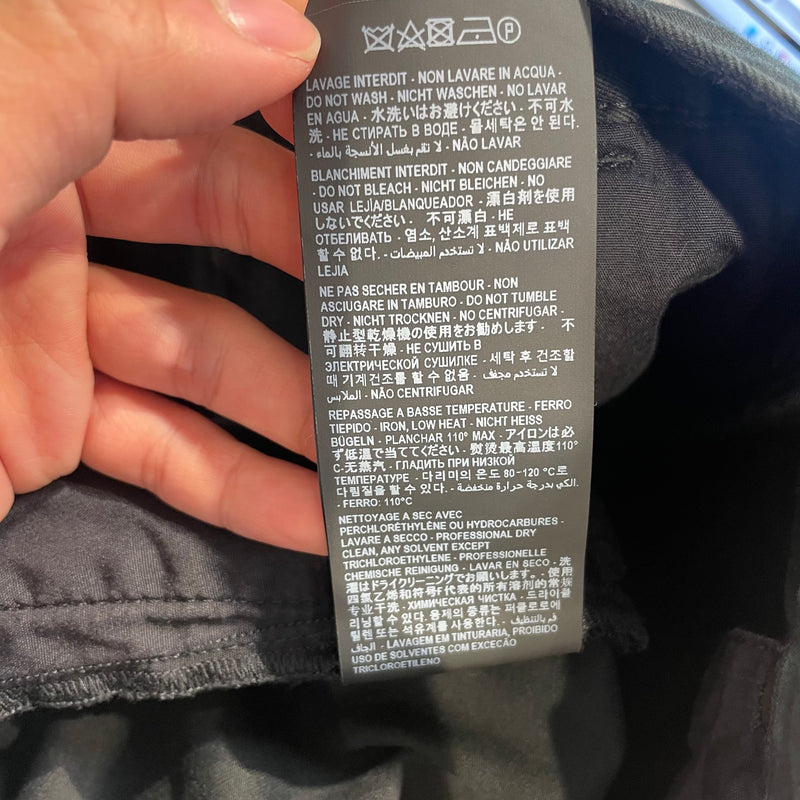 P
LAVAGE INTERDIT - NON LAVARE IN ACQUA -
DO NOT WASH - NICHT WASCHEN - NO LAVAR
EN AGUA - 水洗いはお避けください - 不可水
洗 - НЕ СТИРАТЬ В ВОДЕ - 물세탁은 안 된다.
- لا تقم بغسل الأنسجة بالماء - NÃO LAVAR
BLANCHIMENT INTERDIT - NON CANDEGGIARE
- DO NOT BLEACH - NICHT BLEICHEN - NO
USAR LEJÍA/BLANQUEADOR - 漂白剤を使用
しないでください - 不可漂白 - НЕ
ОТБЕЛИВАТЬ - 염소, 산소계 표백제로 표백
할 수 없다. - لا تستخدم المبيضات - NÃO UTILIZAR
LEJIA
NE PAS SECHER EN TAMBOUR - NON
ASCIUGARE IN TAMBURO - DO NOT TUMBLE
DRY - NICHT TROCKNEN - NO CENTRIFUGAR -
静止型乾燥機の使用をお勧めします - 不
可翻转干燥 - НЕ СУШИТЬ В
ЭЛЕКТРИЧЕСКОЙ СУШИЛКЕ - 세탁 후 건조할
때 기계건조를 할 수 없음 - لا تستخدم مجفف
الملابس - NÃO CENTRIFUGAR
REPASSAGE A BASSE TEMPERATURE - FERRO
TIEPIDO - IRON, LOW HEAT - NICHT HEISS
BÜGELN - PLANCHAR 110° MAX - アイロンは必
ず低温で当ててください - 熨烫最高温度110°
C-无蒸汽 - ГЛАДИТЬ ПРИ НИЗКОЙ
ТЕМПЕРАТУРЕ - 다리미의 온도 80~120 °C로
다림질을 할 수 있다. - الكي بدرجة حرارة منخفضة.
- FERRO: 110°C
NETTOYAGE A SEC AVEC
PERCHLORÉTHYLÈNE OU HYDROCARBURES -
LAVARE A SECCO - PROFESSIONAL DRY
CLEAN, ANY SOLVENT EXCEPT
TRICHLOROETHYLENE - PROFESSIONELLE
CHEMISCHE REINIGUNG - LAVAR EN SECO - 洗
濯はドライクリーニングでお願いします。 - 使用
四氯乙烯和符号f代表的所有溶剂的常规
专业干洗 - ХИМИЧЕСКАЯ ЧИСТКА - 드라이클
리닝할 수 있다. 용제의 종류는 퍼클로로에
틸렌 또는 석유계를 사용한다. - قم بالتنظيف
الجاف - LAVAGEM EM TINTURARIA, PROIBIDO
USO DE SOLVENTES COM EXCEÇÃO
TRICLOROETILENO